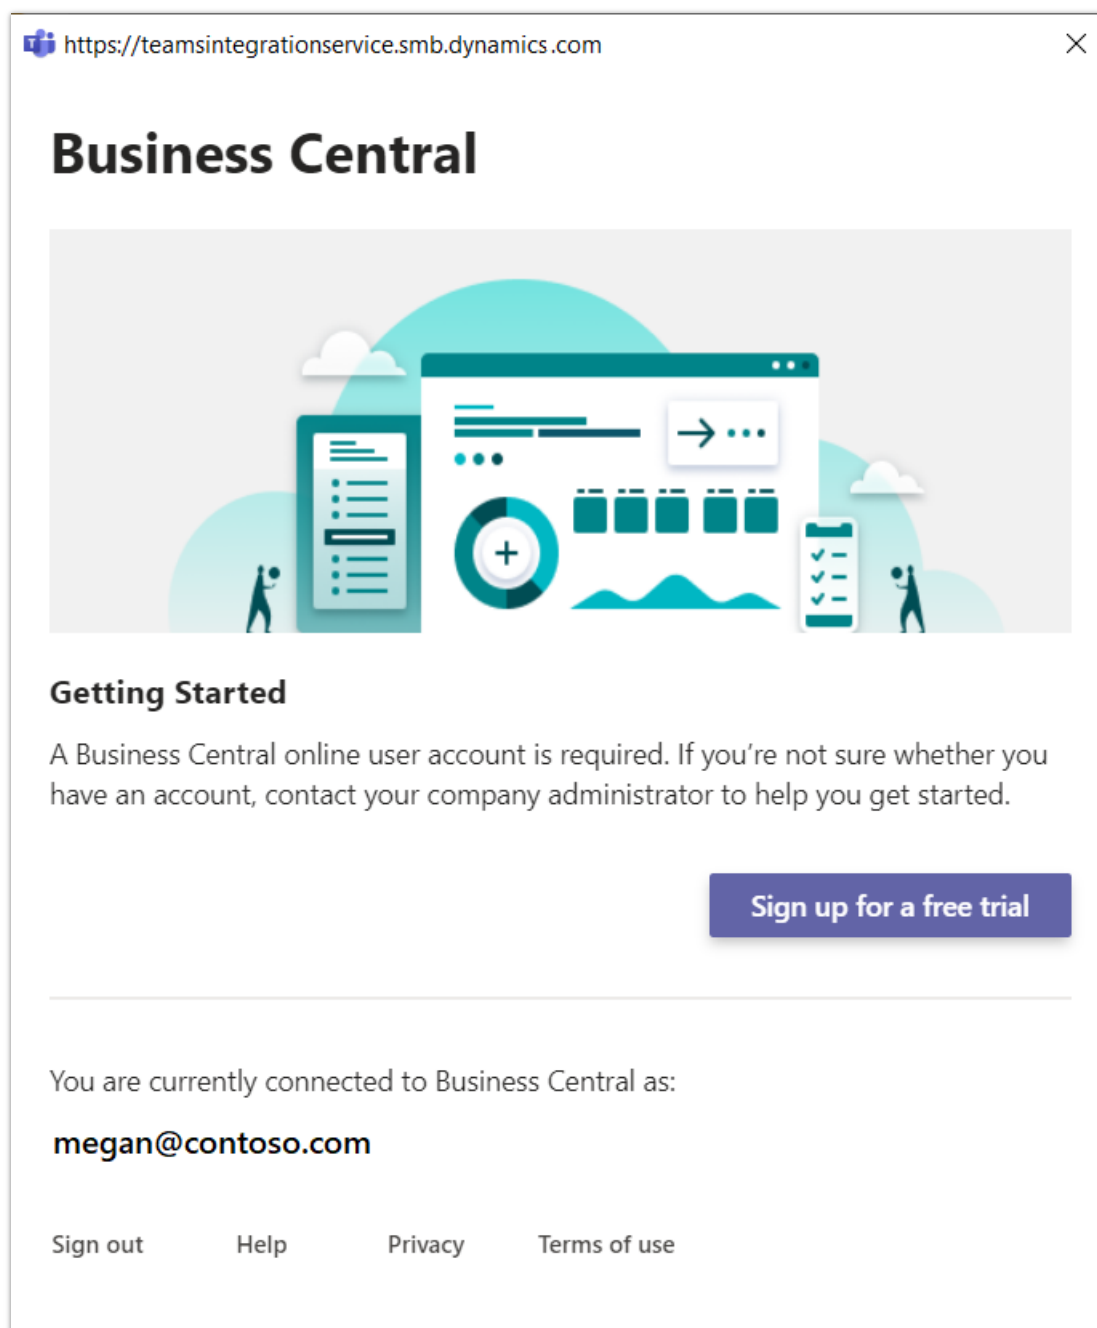 https://teamsintegrationservice.smb.dynamics.com
Business Central
Getting Started
A Business Central online user account is required. If you’re not sure whether you
have an account, contact your company administrator to help you get started.
Sign up for a free trial
You are currently connected to Business Central as:
megan@contoso.com
Sign out Help Privacy Terms of use